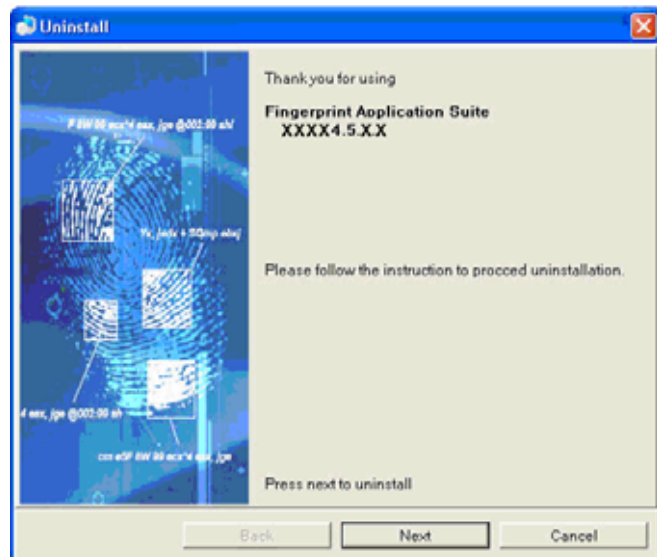 Uninstall
Thank you for using
Fingerprint Application Suite
XXXX4.5.X.X
Please follow the instruction to procced uninstallation.
Press next to uninstall
Back
Next
Cancel